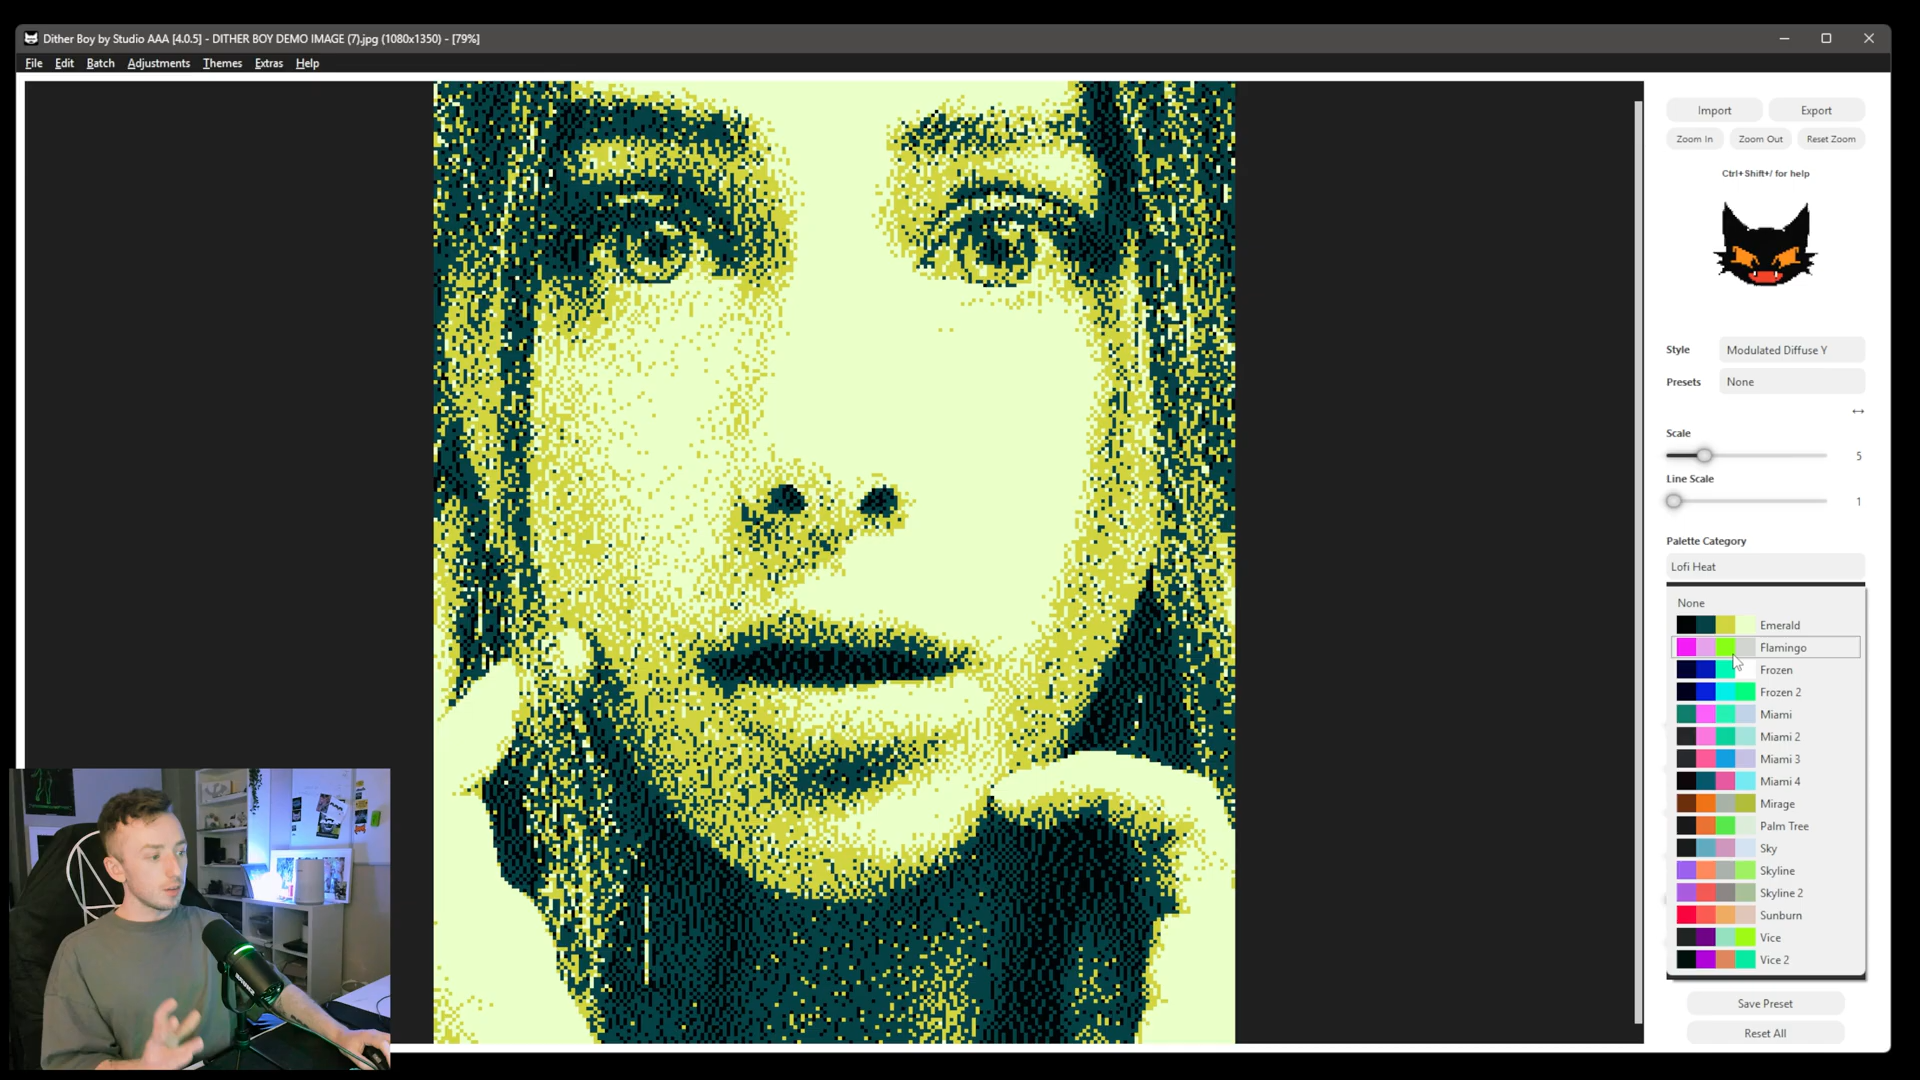 Dither Boy by Studio AAA [4.0.5] - DITHER BOY DEMO IMAGE (7).jpg (1080x1350) - [79%]
File Edit Batch Adjustments Themes Extras Help
Import Export
Zoom In Zoom Out Reset Zoom
Ctrl+Shift+/ for help
Style Modulated Diffuse Y
Presets None
Scale
5
Line Scale
1
Palette Category
Lofi Heat
None
Emerald
Flamingo
Frozen
Frozen 2
Miami
Miami 2
Miami 3
Miami 4
Mirage
Palm Tree
Sky
Skyline
Skyline 2
Sunburn
Vice
Vice 2
Save Preset
Reset All